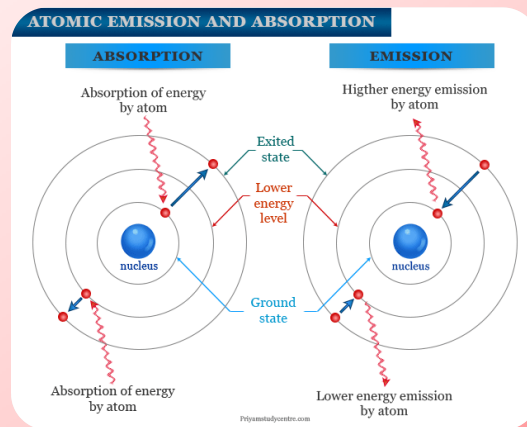 ATOMIC EMISSION AND ABSORPTION
ABSORPTION
EMISSION
Absorption of energy
by atom
Higther energy emission
by atom
Exited
state
Lower
energy
level
nucleus
nucleus
Ground
state
Absorption of energy
by atom
Lower energy emission
by atom
Priyamstudycentre.com